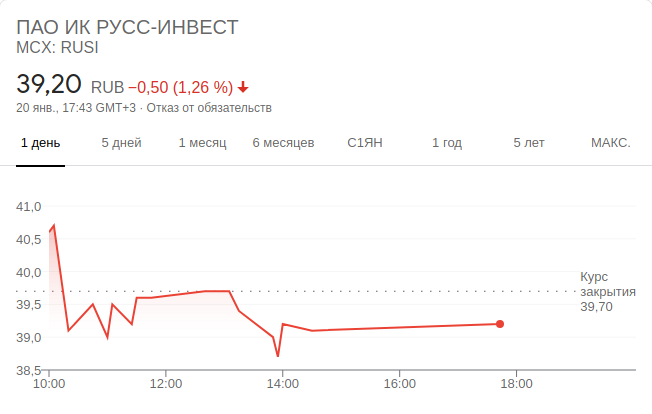 ПАО ИК РУСС-ИНВЕСТ
MCX: RUSI
39,20 RUB −0,50 (1,26 %)
20 янв., 17:43 GMT+3 · Отказ от обязательств
1 день 5 дней 1 месяц 6 месяцев С1ЯН 1 год 5 лет МАКС.
41,0
40,5
40,0
39,5
39,0
38,5
Курс
закрытия
39,70
10:00 12:00 14:00 16:00 18:00